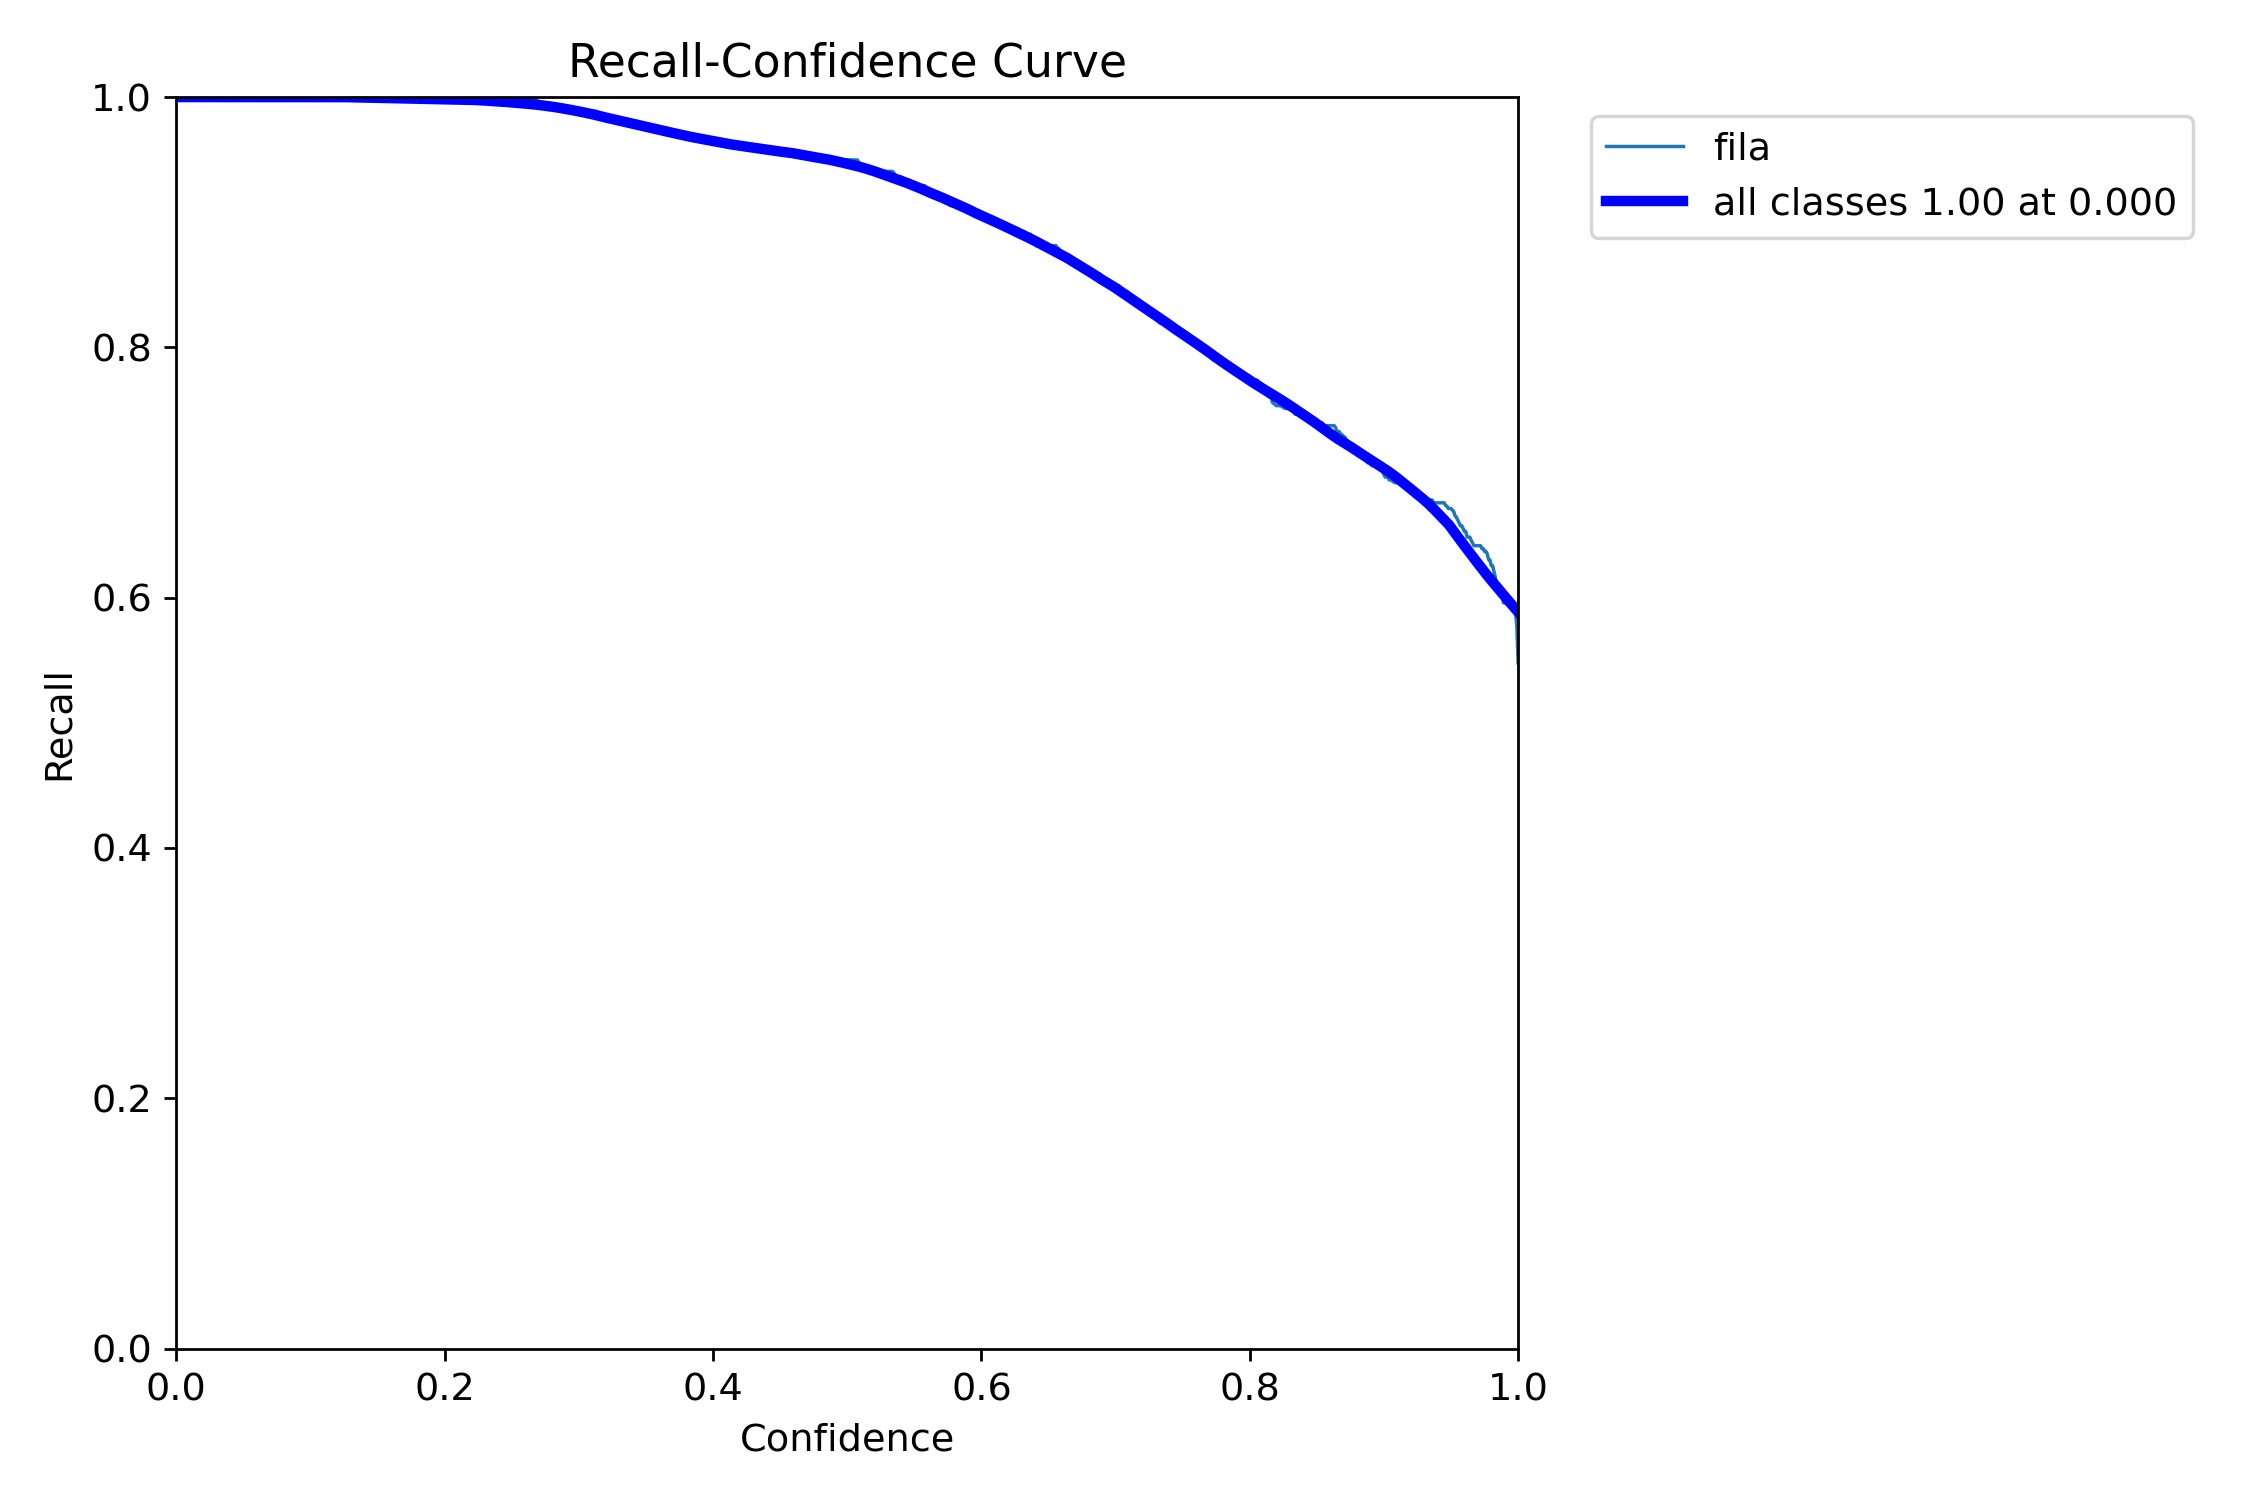 Recall-Confidence Curve
1.0
0.8
0.6
0.4
0.2
0.0
Recall
0.0 0.2 0.4 0.6 0.8 1.0
Confidence
fila
all classes 1.00 at 0.000